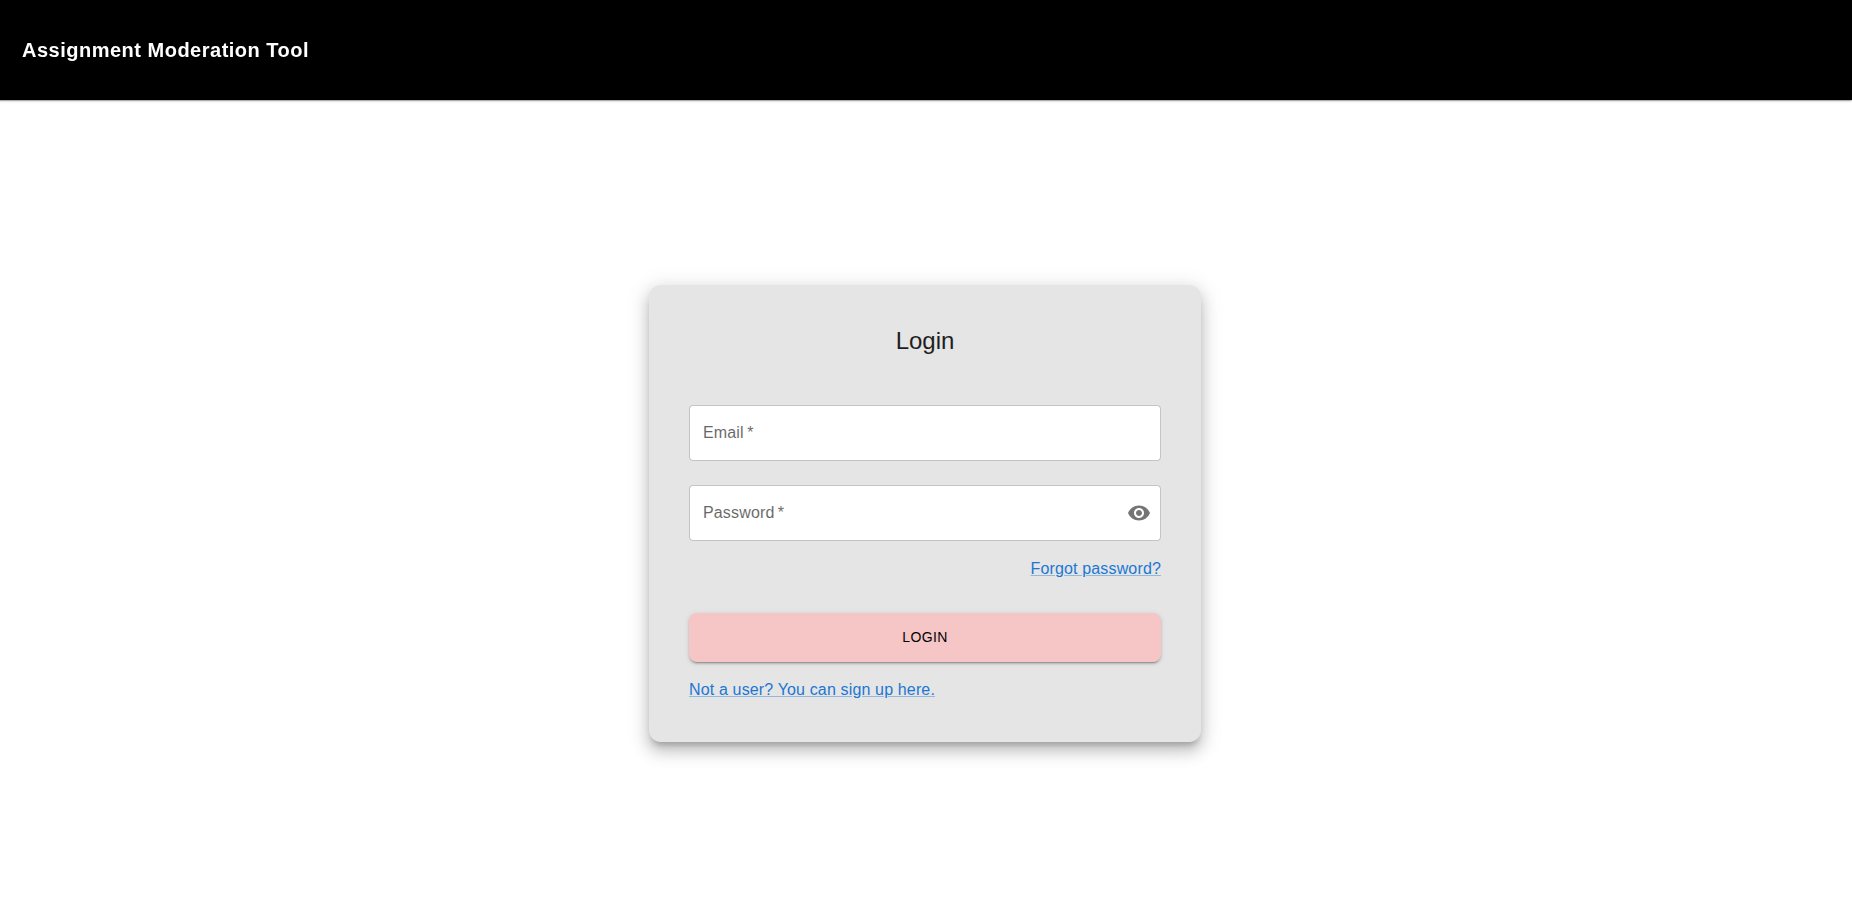 Assignment Moderation Tool
Login
Email *
Password *
Forgot password?
LOGIN
Not a user? You can sign up here.